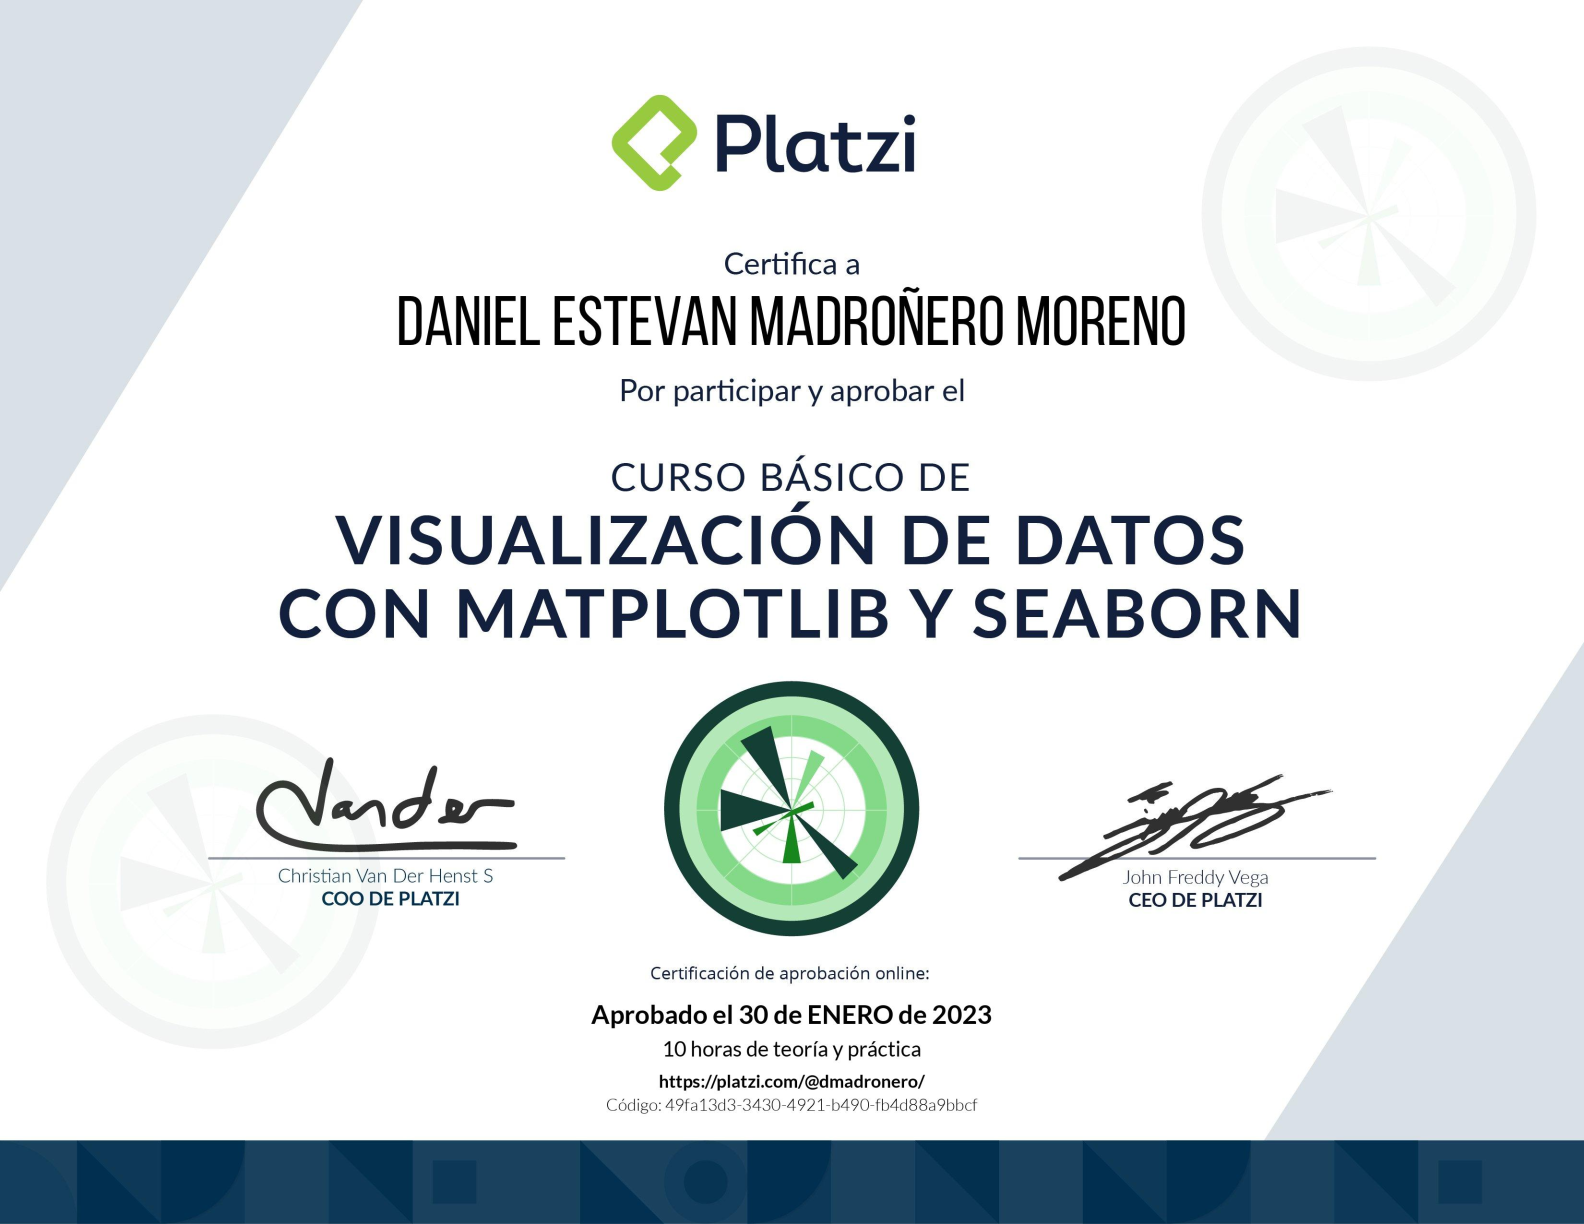 Platzi
Certifica a
DANIEL ESTEVAN MADROÑERO MORENO
Por participar y aprobar el
CURSO BÁSICO DE
VISUALIZACIÓN DE DATOS
CON MATPLOTLIB Y SEABORN
Vander
Christian Van Der Henst S
COO DE PLATZI
John Freddy Vega
CEO DE PLATZI
Certificación de aprobación online:
Aprobado el 30 de ENERO de 2023
10 horas de teoría y práctica
https://platzi.com/@dmadronero/
Código: 49fa13d3-3430-4921-b490-fb4d88a9bbcf